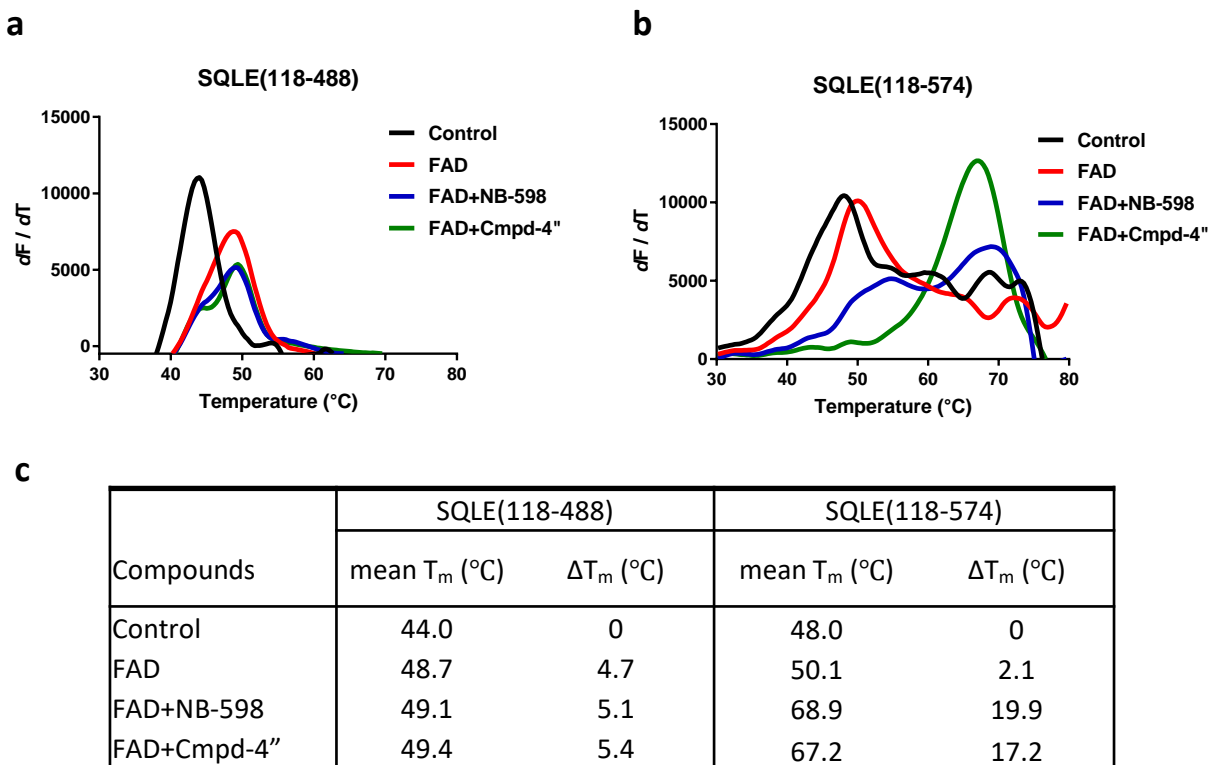 a
SQLE(118-488)
15000
10000
5000
0
dF / dT
30 40 50 60 70 80
Temperature (°C)
Control
FAD
FAD+NB-598
FAD+Cmpd-4"
b
SQLE(118-574)
15000
10000
5000
0
dF / dT
30 40 50 60 70 80
Temperature (°C)
Control
FAD
FAD+NB-598
FAD+Cmpd-4"
c
SQLE(118-488) SQLE(118-574)
Compounds mean Tm (℃) ΔTm (℃) mean Tm (℃) ΔTm (℃)
Control 44.0 0 48.0 0
FAD 48.7 4.7 50.1 2.1
FAD+NB-598 49.1 5.1 68.9 19.9
FAD+Cmpd-4” 49.4 5.4 67.2 17.2